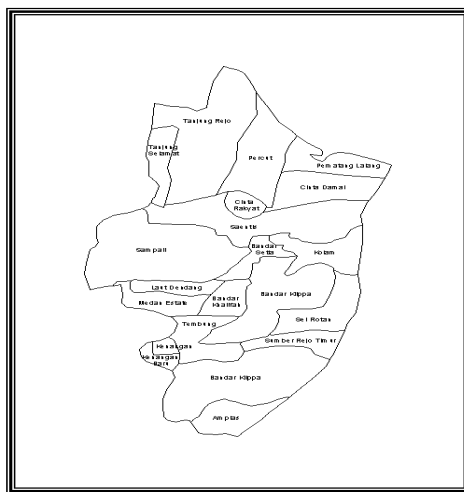 Tanjung Rejo
Tanjung
Selamat
Percut
Pematang Lalang
Cinta Damai
Cinta
Rakyat
Saentis
Sampali
Bandar
Setia
Kolam
Laut Dendang
Bandar Klippa
Medan Estate
Bandar
Khalifah
Tembung
Sei Rotan
Sumber Rejo Timur
Kenangan
Kenangan
Baru
Bandar Klippa
Amplas